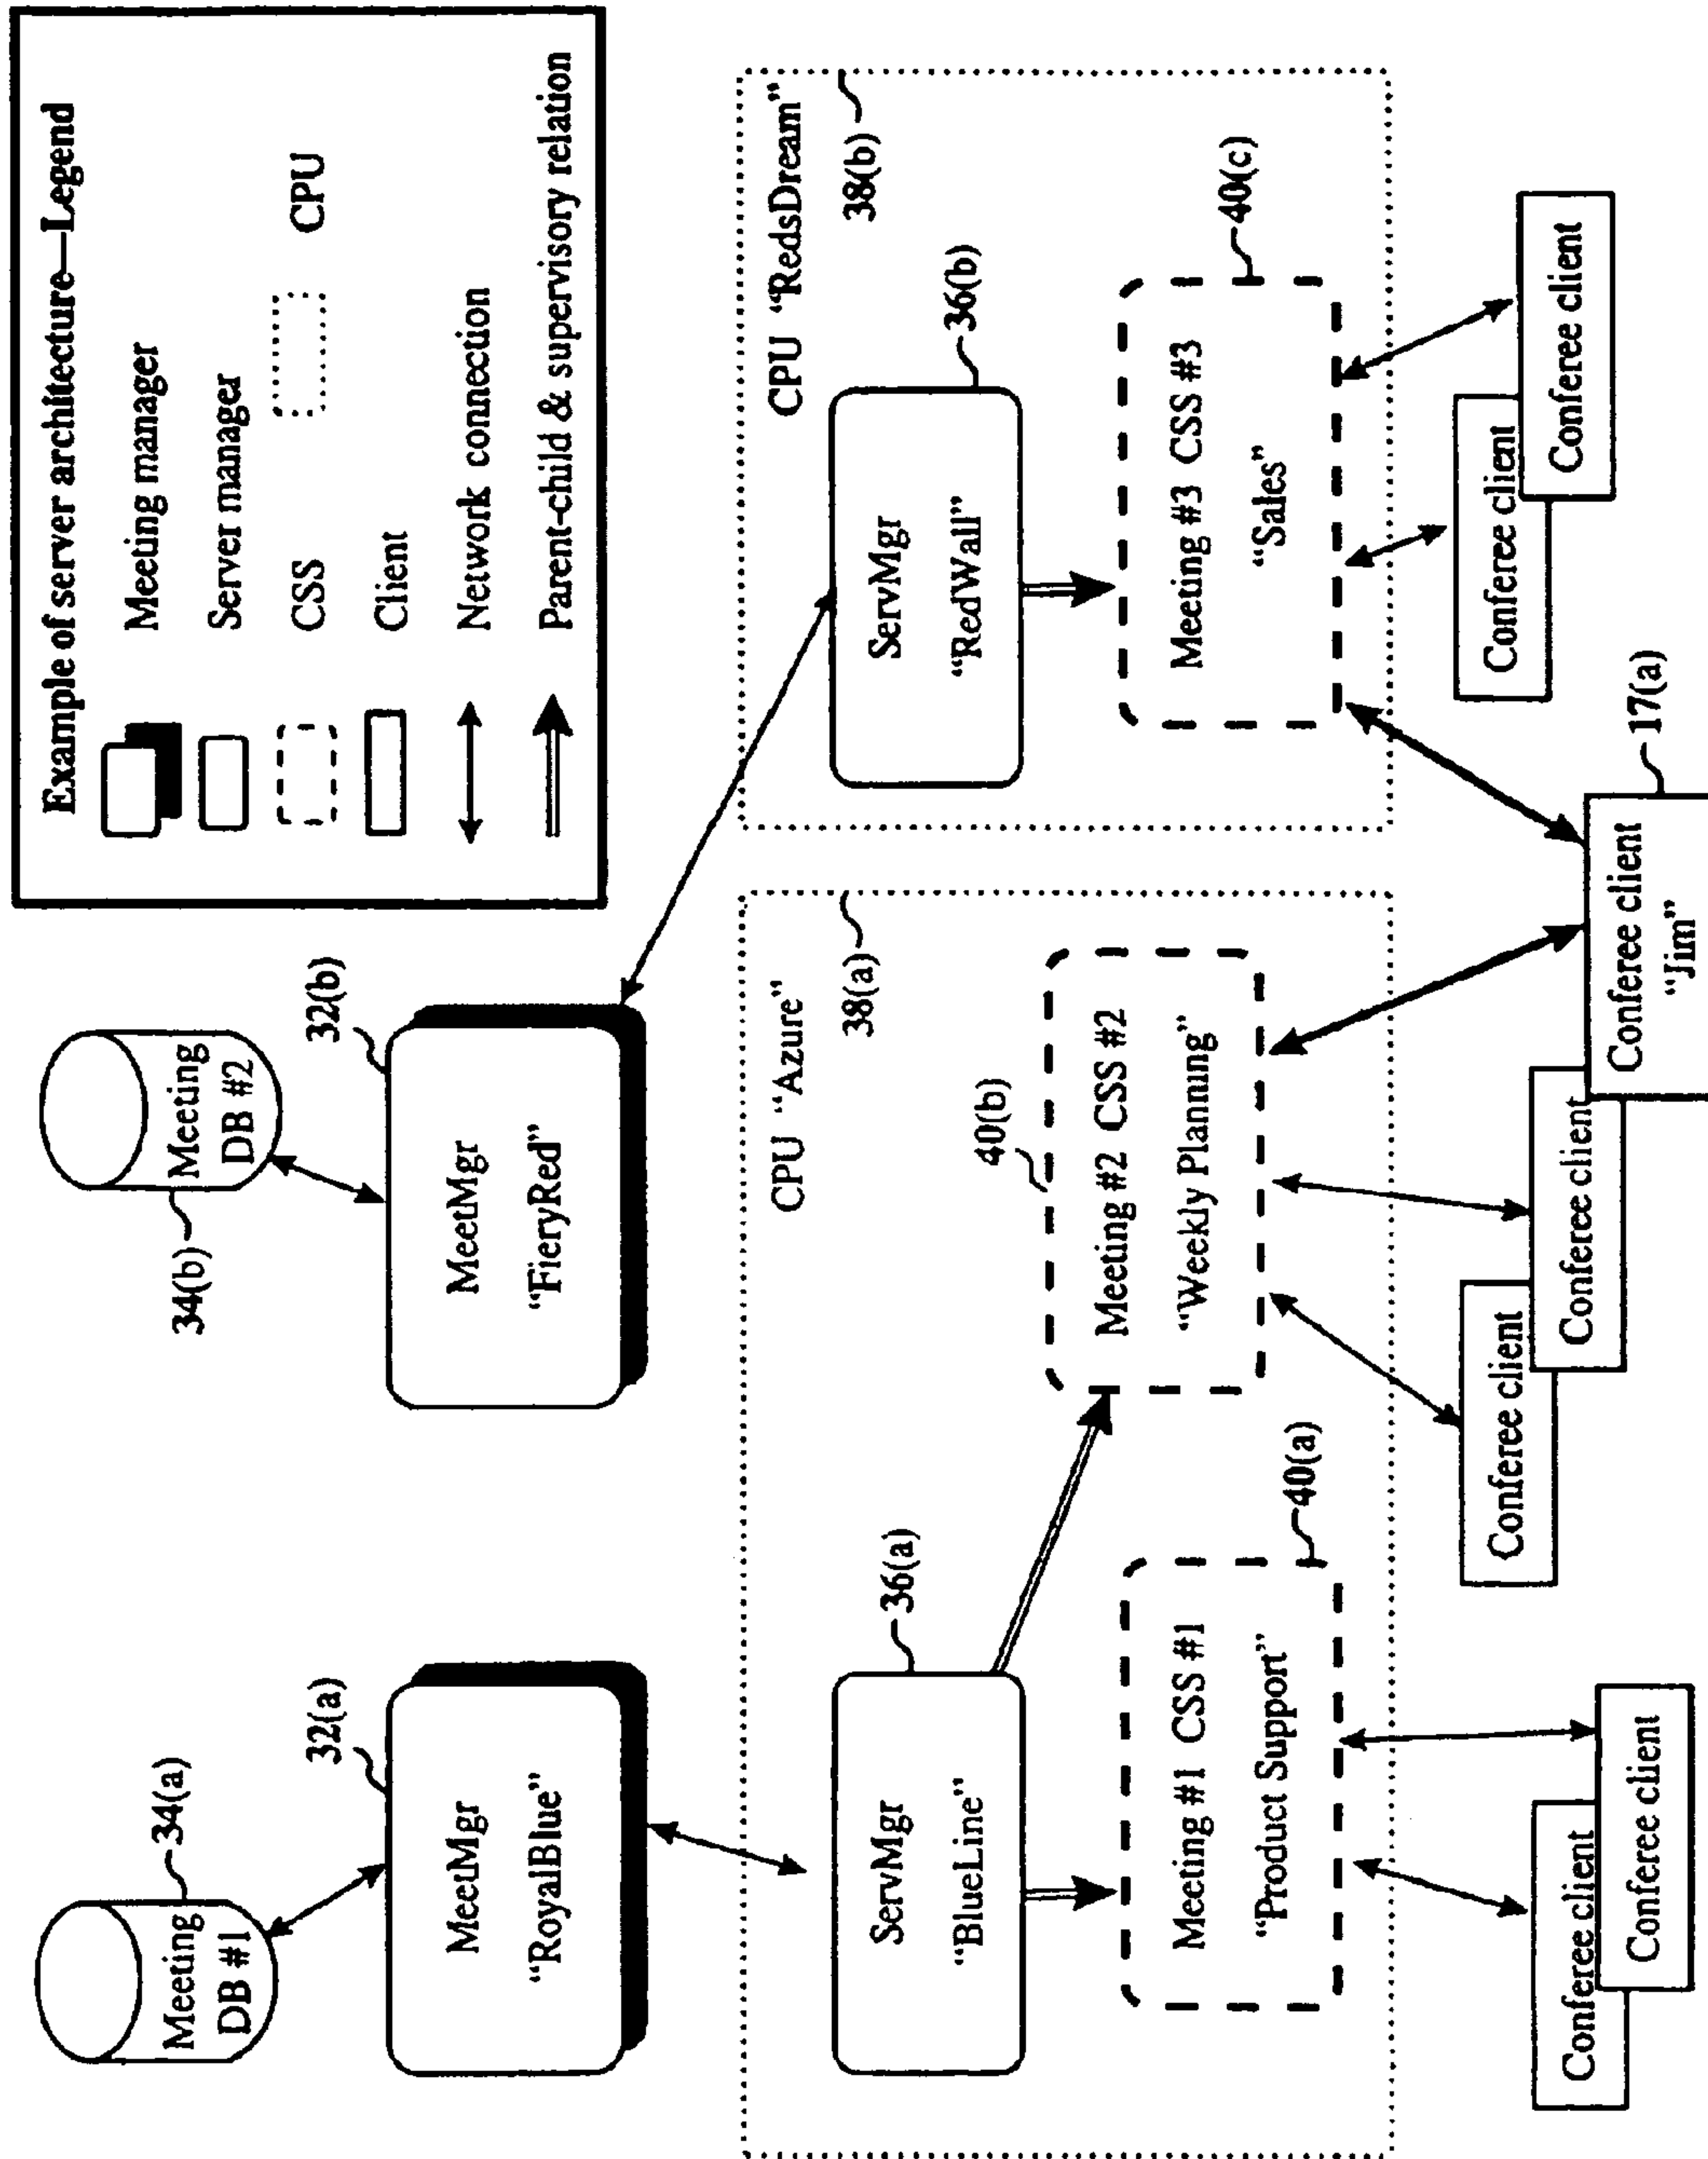 Example of server architecture—Legend
Meeting manager
Server manager
CSS
CPU
Client
Network connection
Parent-child & supervisory relation
Meeting
DB #1
34(a)
Meeting
DB #2
34(b)
MeetMgr
“RoyalBlue”
32(a)
MeetMgr
“FieryRed”
32(b)
CPU “Azure”
38(a)
CPU “RedsDream”
38(b)
ServMgr
“BlueLine”
36(a)
ServMgr
“RedWall”
36(b)
Meeting #1 CSS #1
“Product Support”
40(a)
Meeting #2 CSS #2
“Weekly Planning”
40(b)
Meeting #3 CSS #3
“Sales”
40(c)
Conferee client
Conferee client
Conferee client
Conferee client
Conferee client
“Jim”
17(a)
Conferee client
Conferee client